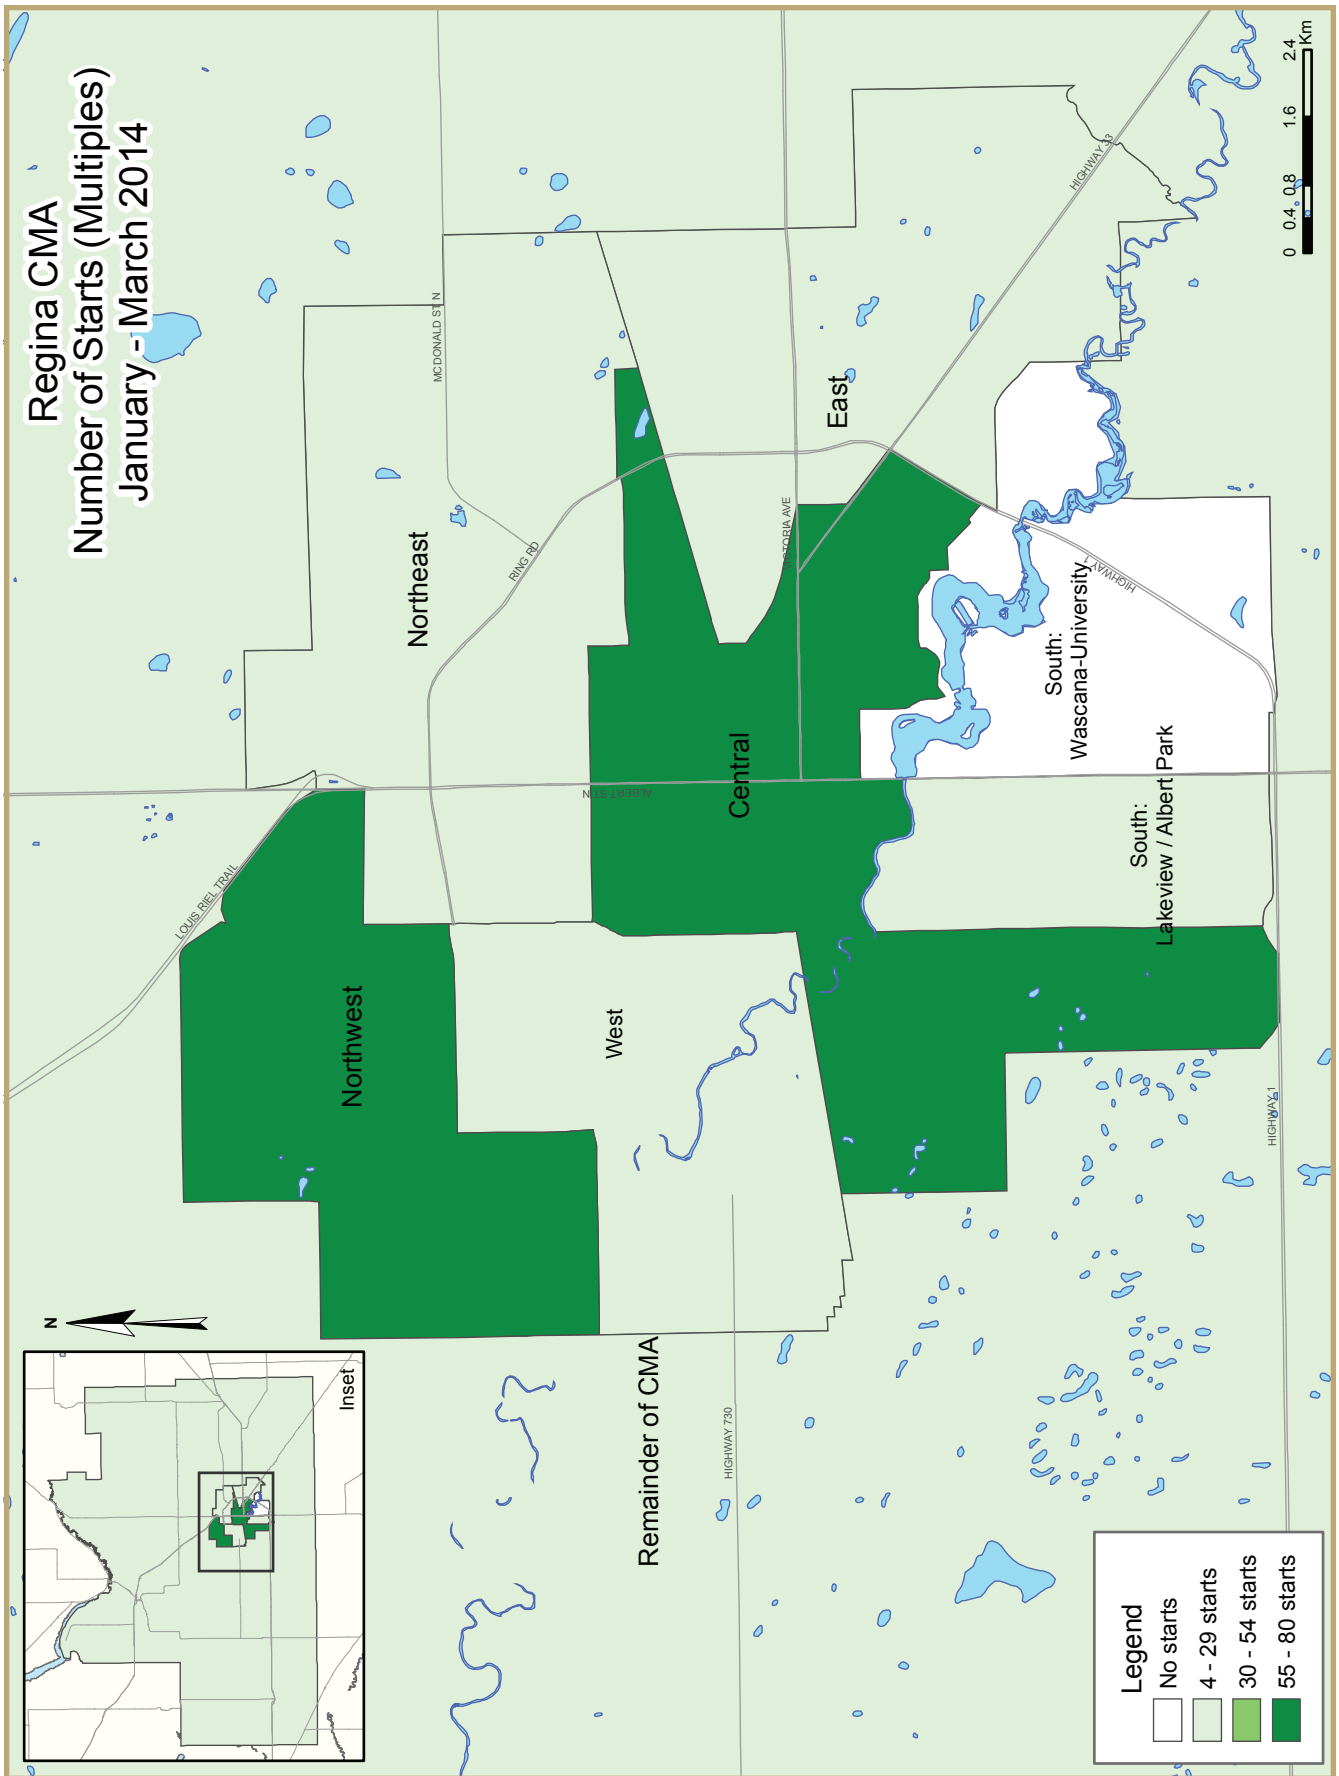 Regina CMA
Number of Starts (Multiples)
January - March 2014
N
Inset
LOUIS RIEL TRAIL
Northwest
Northeast
MCDONALD ST N
RING RD
ALBERT ST N
West
Central
VICTORIA AVE
East
HIGHWAY 33
Remainder of CMA
HIGHWAY 730
South:
Wascana-University
HIGHWAY 1
South:
Lakeview / Albert Park
HIGHWAY 1
Legend
No starts
4 - 29 starts
30 - 54 starts
55 - 80 starts
0 0.4 0.8 1.6 2.4
Km